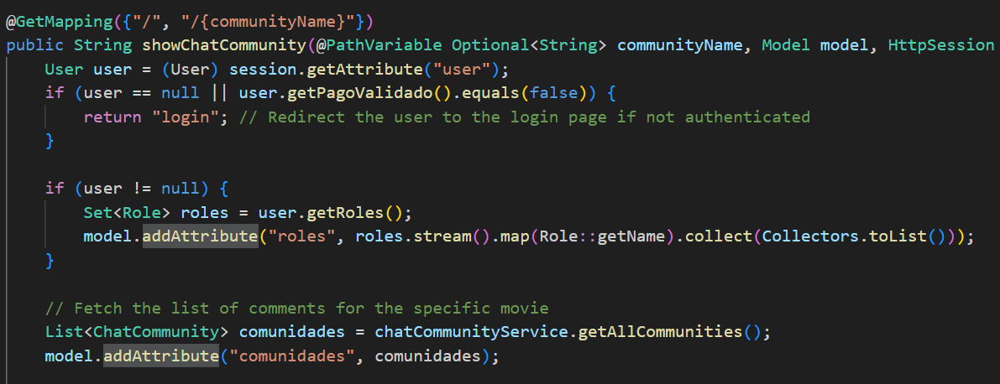 @GetMapping({"/", "/{communityName}"})
public String showChatCommunity(@PathVariable Optional<String> communityName, Model model, HttpSession
    User user = (User) session.getAttribute("user");
    if (user == null || user.getPagoValidado().equals(false)) {
        return "login"; // Redirect the user to the login page if not authenticated
    }
    if (user != null) {
        Set<Role> roles = user.getRoles();
        model.addAttribute("roles", roles.stream().map(Role::getName).collect(Collectors.toList()));
    }
    // Fetch the list of comments for the specific movie
    List<ChatCommunity> comunidades = chatCommunityService.getAllCommunities();
    model.addAttribute("comunidades", comunidades);